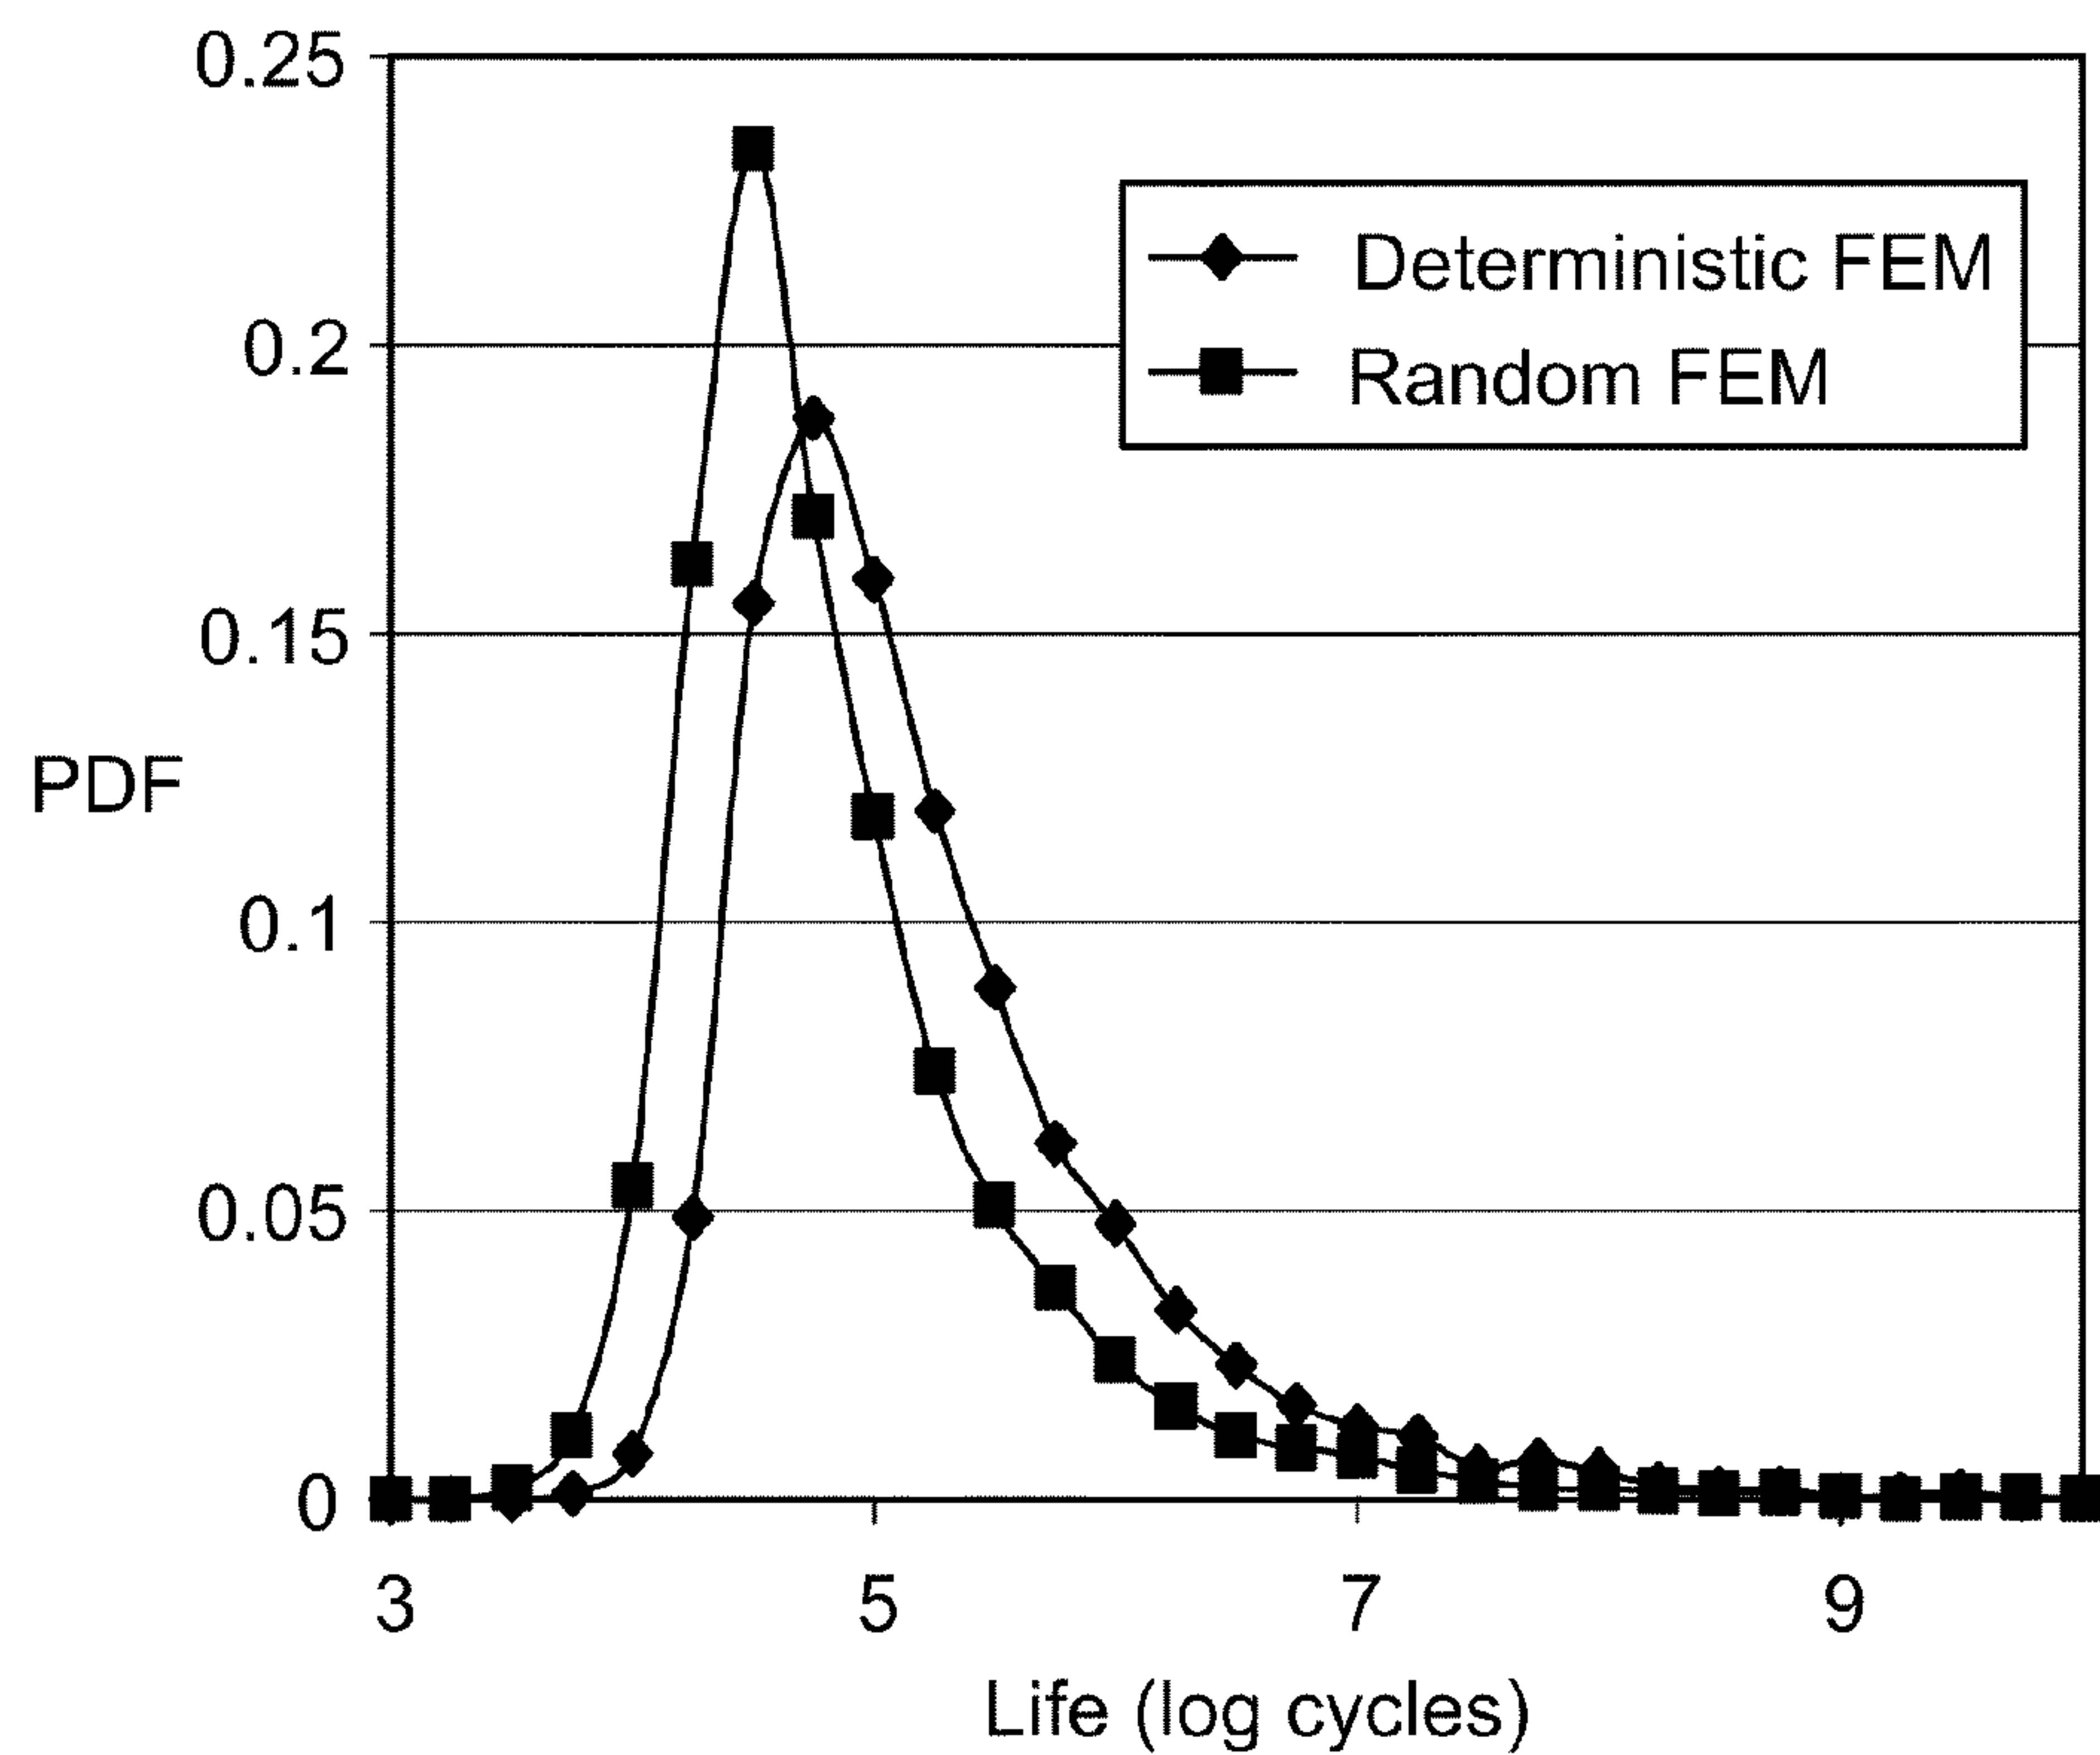 0.25
0.2
0.15
0.1
0.05
0
PDF
Deterministic FEM
Random FEM
3 5 7 9
Life (log cycles)